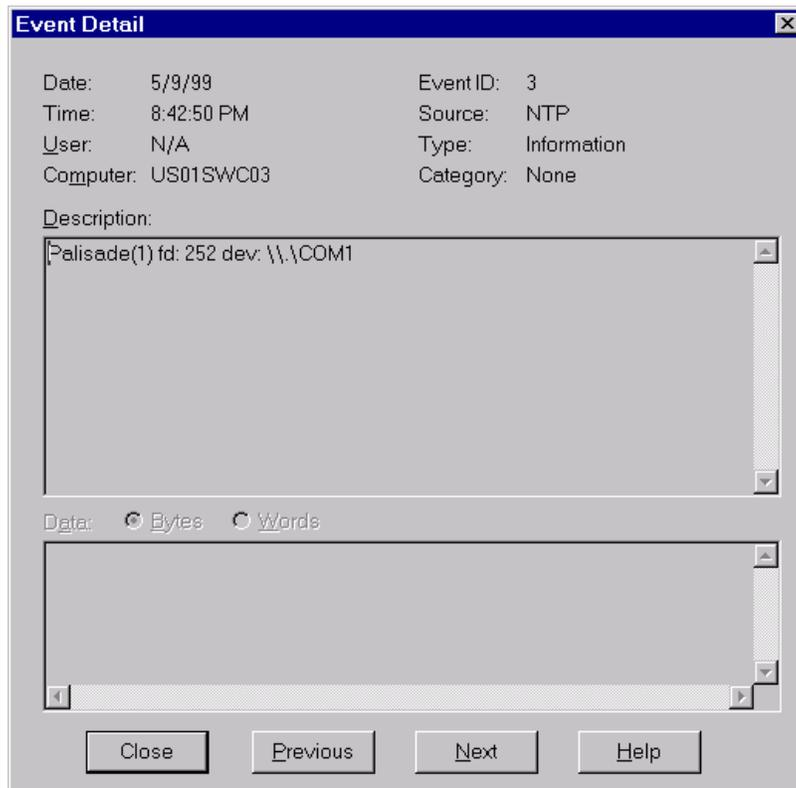 Event Detail
Date: 5/9/99 Event ID: 3
Time: 8:42:50 PM Source: NTP
User: N/A Type: Information
Computer: US01SWC03 Category: None
Description:
Palisade(1) fd: 252 dev: \\.\COM1
Data: Bytes Words
Close Previous Next Help